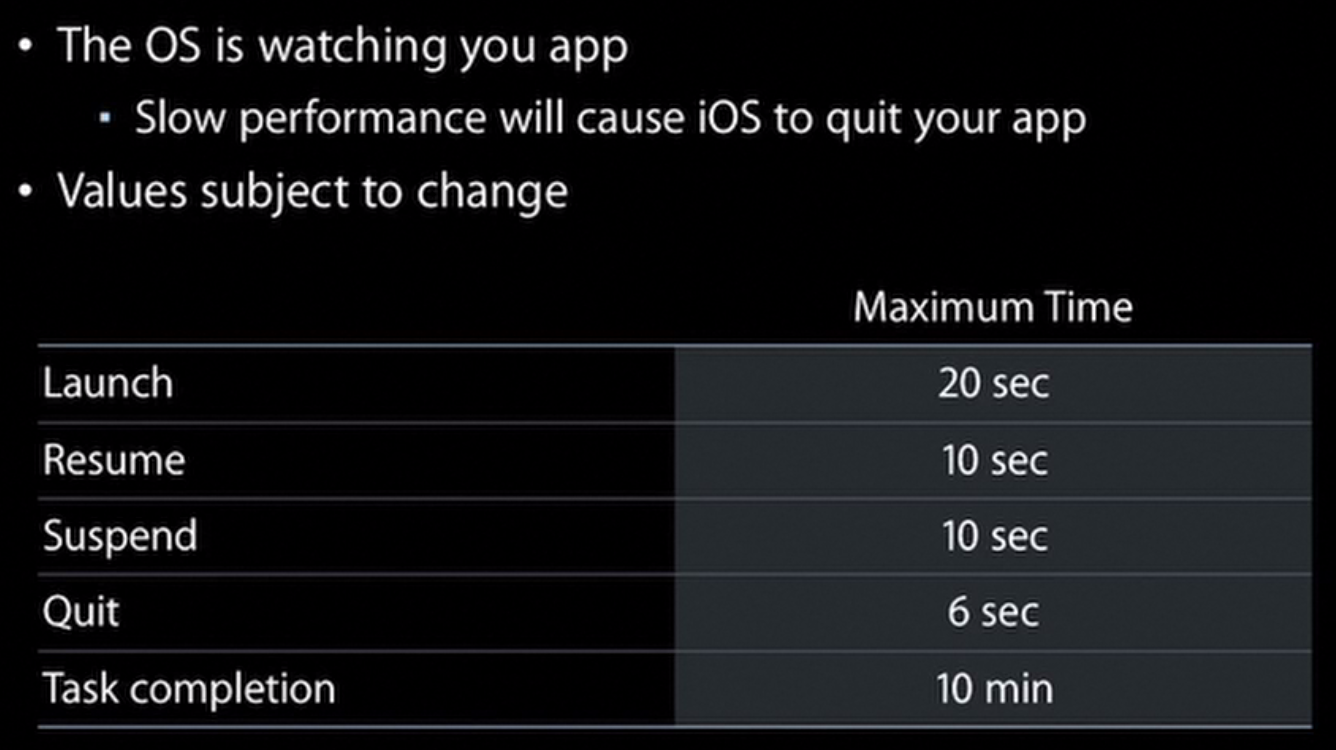 • The OS is watching you app
▪ Slow performance will cause iOS to quit your app
• Values subject to change
Maximum Time
Launch 20 sec
Resume 10 sec
Suspend 10 sec
Quit 6 sec
Task completion 10 min